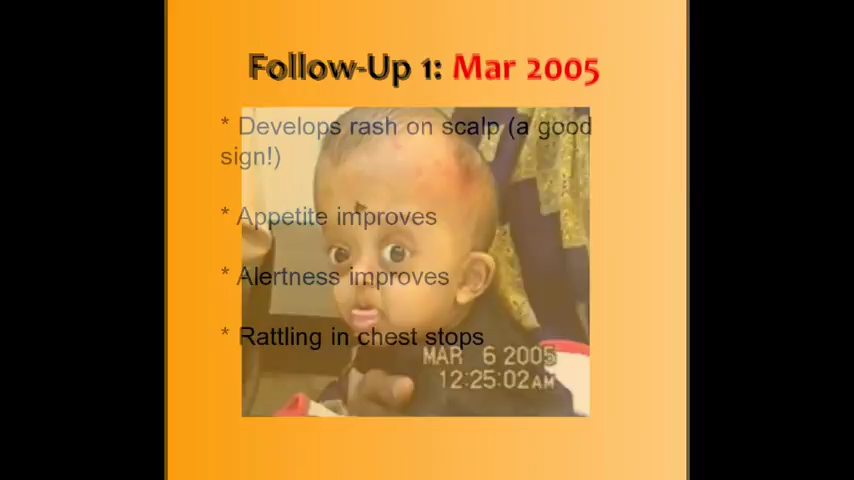 Follow-Up 1: Mar 2005
* Develops rash on scalp (a good
sign!)
* Appetite improves
* Alertness improves
* Rattling in chest stops
MAR 6 2005
12:25:02AM